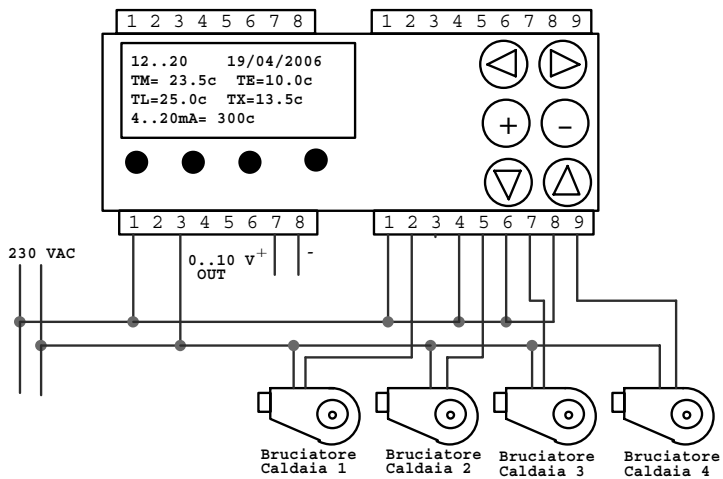 1 2 3 4 5 6 7 8
1 2 3 4 5 6 7 8 9
12..20 19/04/2006
TM= 23.5c TE=10.0c
TL=25.0c TX=13.5c
4..20mA= 300c
+ -
1 2 3 4 5 6 7 8
1 2 3 4 5 6 7 8 9
230 VAC
0..10 V + -
OUT
Bruciatore
Caldaia 1
Bruciatore
Caldaia 2
Bruciatore
Caldaia 3
Bruciatore
Caldaia 4